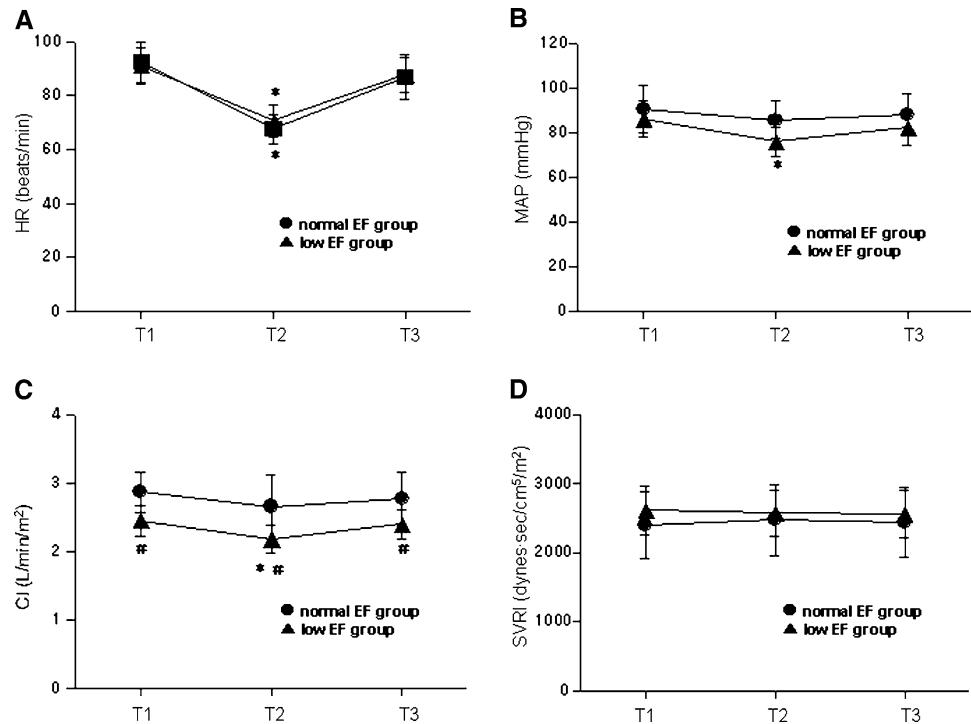 A
HR (beats/min)
100
80
60
40
20
0
*
*
normal EF group
low EF group
T1 T2 T3
B
MAP (mmHg)
120
100
80
60
40
20
0
*
normal EF group
low EF group
T1 T2 T3
C
CI (L/min/m²)
4
3
2
1
0
# * # #
normal EF group
low EF group
T1 T2 T3
D
SVRI (dynes·sec/cm⁵/m²)
4000
3000
2000
1000
0
normal EF group
low EF group
T1 T2 T3